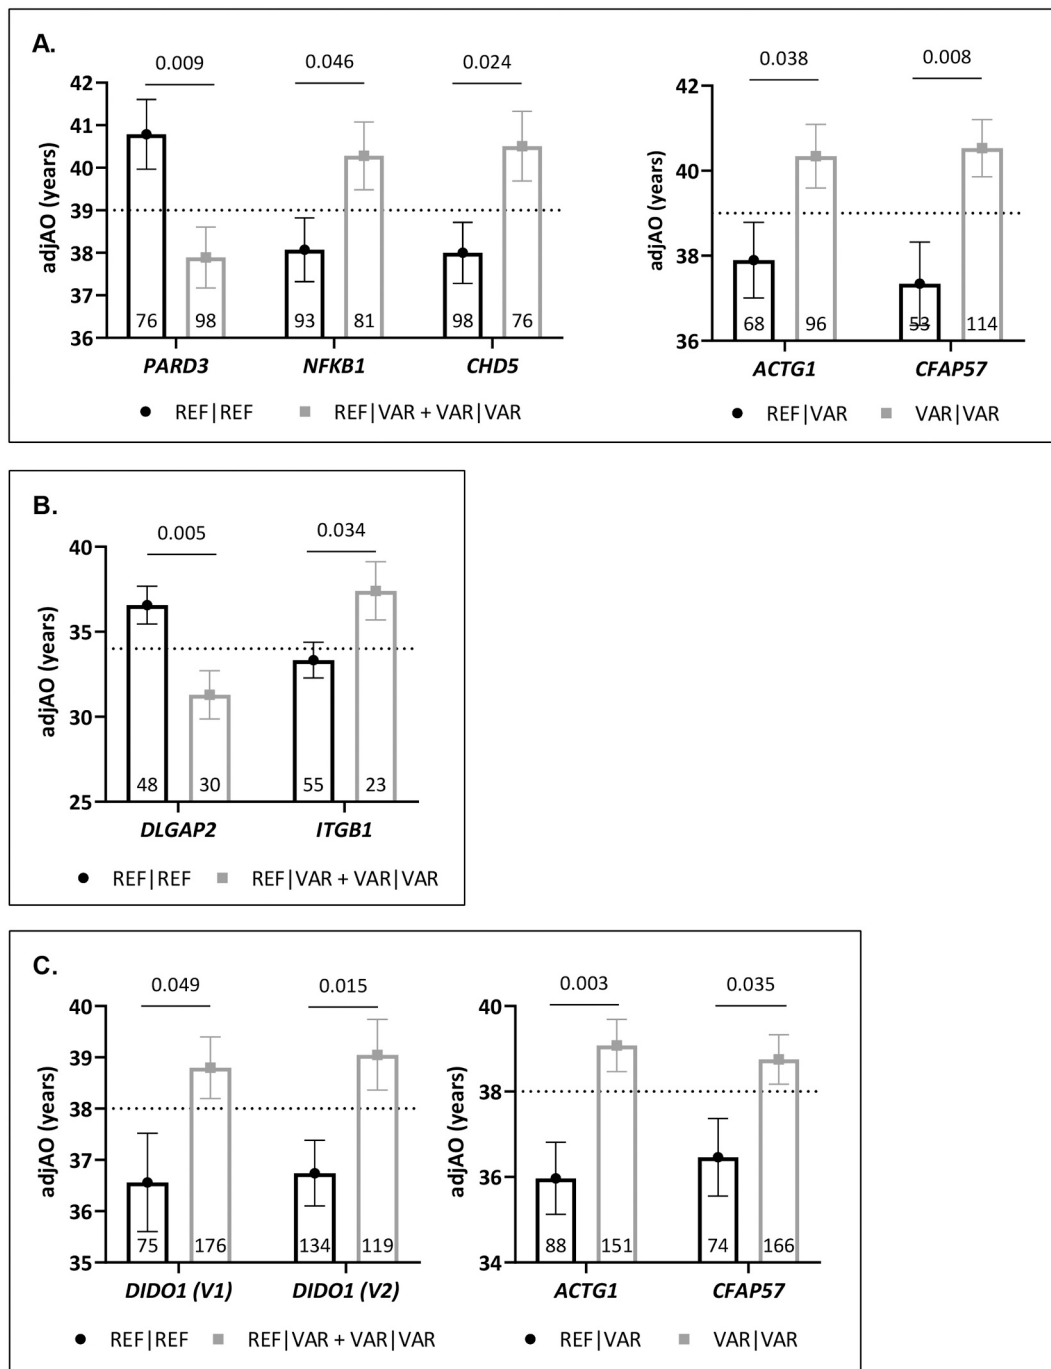 A.
0.009 0.046 0.024
42
41
40
39
38
37
36
adjAO (years)
76 98 93 81 98 76
PARD3 NFKB1 CHD5
REF|REF REF|VAR + VAR|VAR
0.038 0.008
42
40
38
36
adjAO (years)
68 96 53 114
ACTG1 CFAP57
REF|VAR VAR|VAR
B.
0.005 0.034
40
35
30
25
adjAO (years)
48 30 55 23
DLGAP2 ITGB1
REF|REF REF|VAR + VAR|VAR
C.
0.049 0.015
40
39
38
37
36
35
adjAO (years)
75 176 134 119
DIDO1 (V1) DIDO1 (V2)
REF|REF REF|VAR + VAR|VAR
0.003 0.035
40
38
36
34
adjAO (years)
88 151 74 166
ACTG1 CFAP57
REF|VAR VAR|VAR